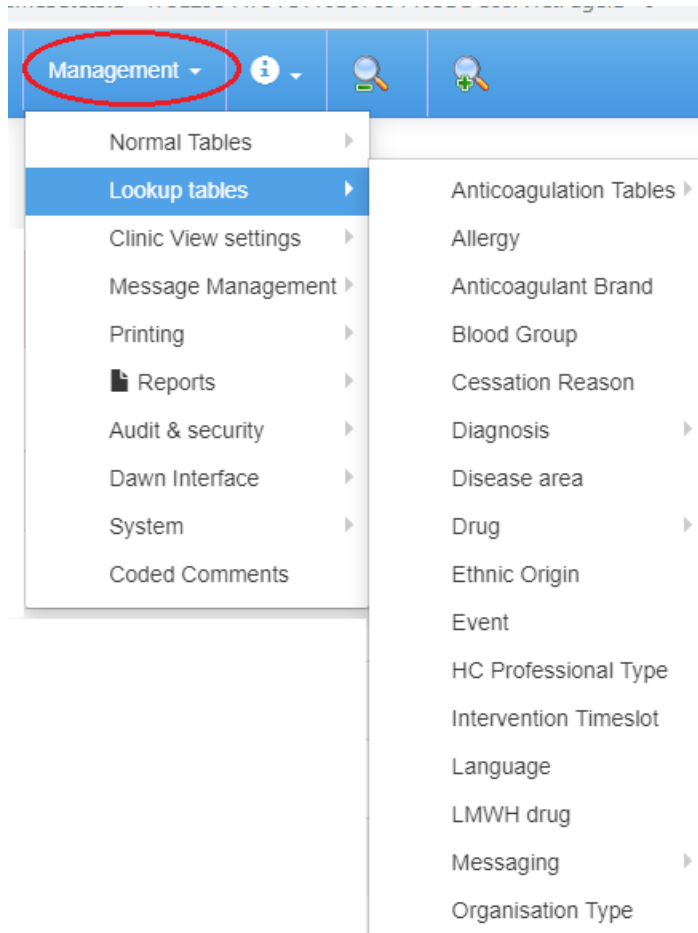 Management
Normal Tables
Lookup tables
Clinic View settings
Message Management
Printing
Reports
Audit & security
Dawn Interface
System
Coded Comments
Anticoagulation Tables
Allergy
Anticoagulant Brand
Blood Group
Cessation Reason
Diagnosis
Disease area
Drug
Ethnic Origin
Event
HC Professional Type
Intervention Timeslot
Language
LMWH drug
Messaging
Organisation Type